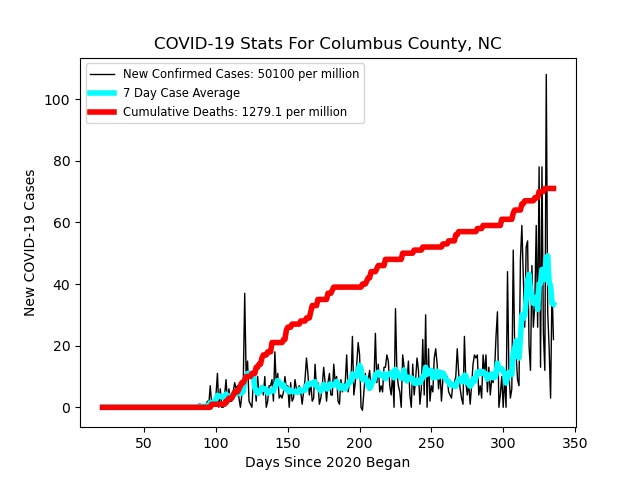 COVID-19 Stats For Columbus County, NC
New Confirmed Cases: 50100 per million
7 Day Case Average
Cumulative Deaths: 1279.1 per million
New COVID-19 Cases
100
80
60
40
20
0
50
100
150
200
250
300
350
Days Since 2020 Began